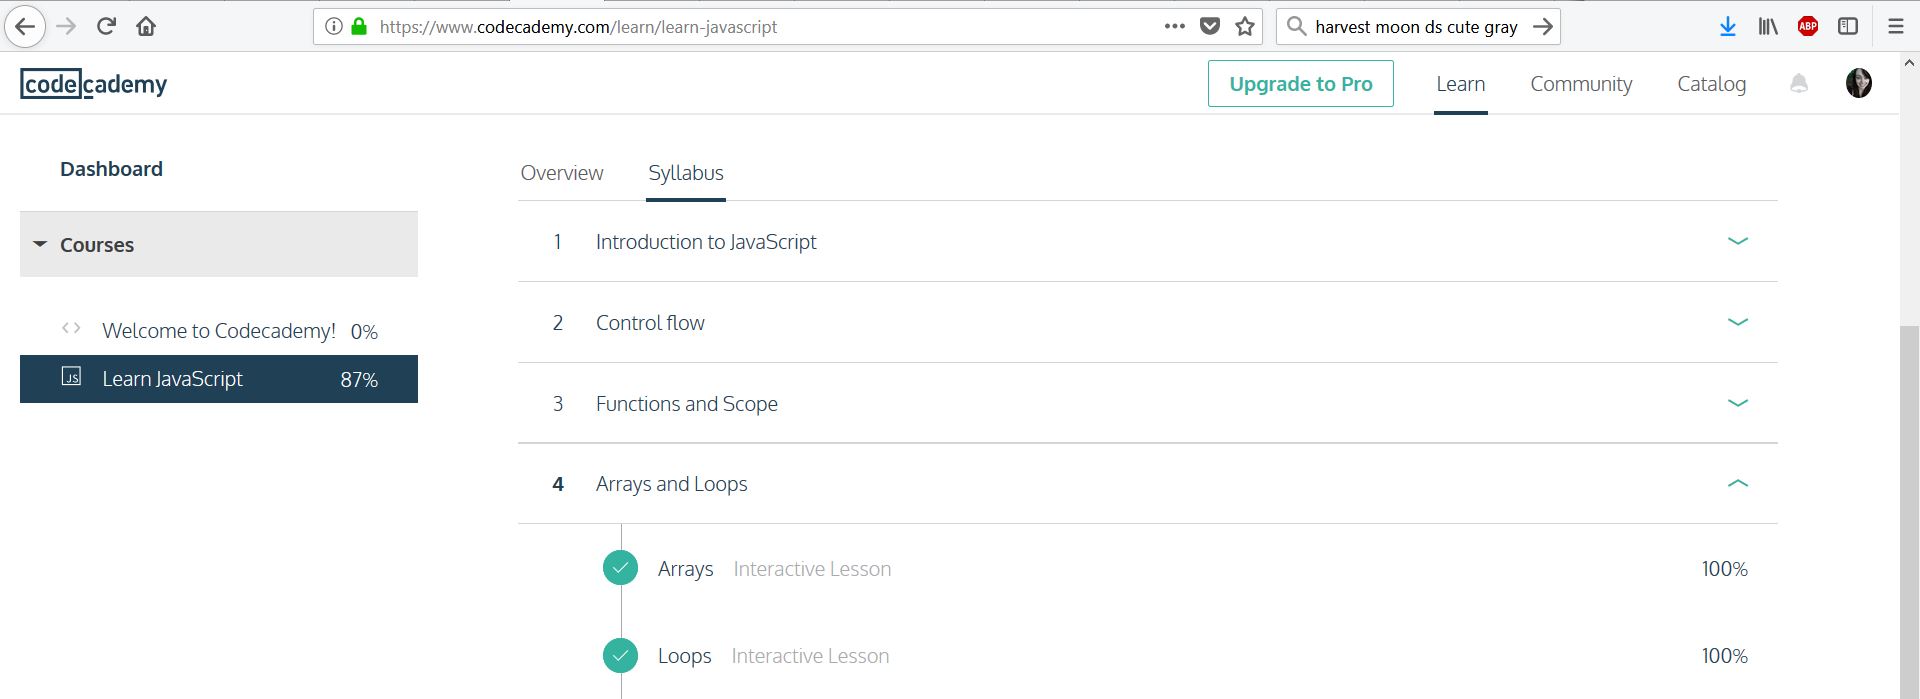 https://www.codecademy.com/learn/learn-javascript
harvest moon ds cute gray
ABP
codecademy
Upgrade to Pro
Learn
Community
Catalog
Dashboard
Overview
Syllabus
Courses
1 Introduction to JavaScript
2 Control flow
Welcome to Codecademy! 0%
JS Learn JavaScript 87%
3 Functions and Scope
4 Arrays and Loops
Arrays Interactive Lesson 100%
Loops Interactive Lesson 100%